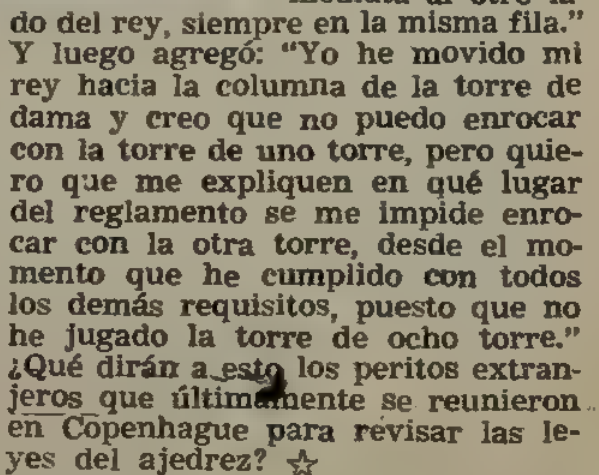 do del rey, siempre en la misma fila."
Y luego agregó: "Yo he movido mi
rey hacia la columna de la torre de
dama y creo que no puedo enrocar
con la torre de uno torre, pero quie-
ro que me expliquen en qué lugar
del reglamento se me impide enro-
car con la otra torre, desde el mo-
mento que he cumplido con todos
los demás requisitos, puesto que no
he jugado la torre de ocho torre."
¿Qué dirán a esto los peritos extran-
jeros que últimamente se reunieron
en Copenhague para revisar las le-
yes del ajedrez? ☆